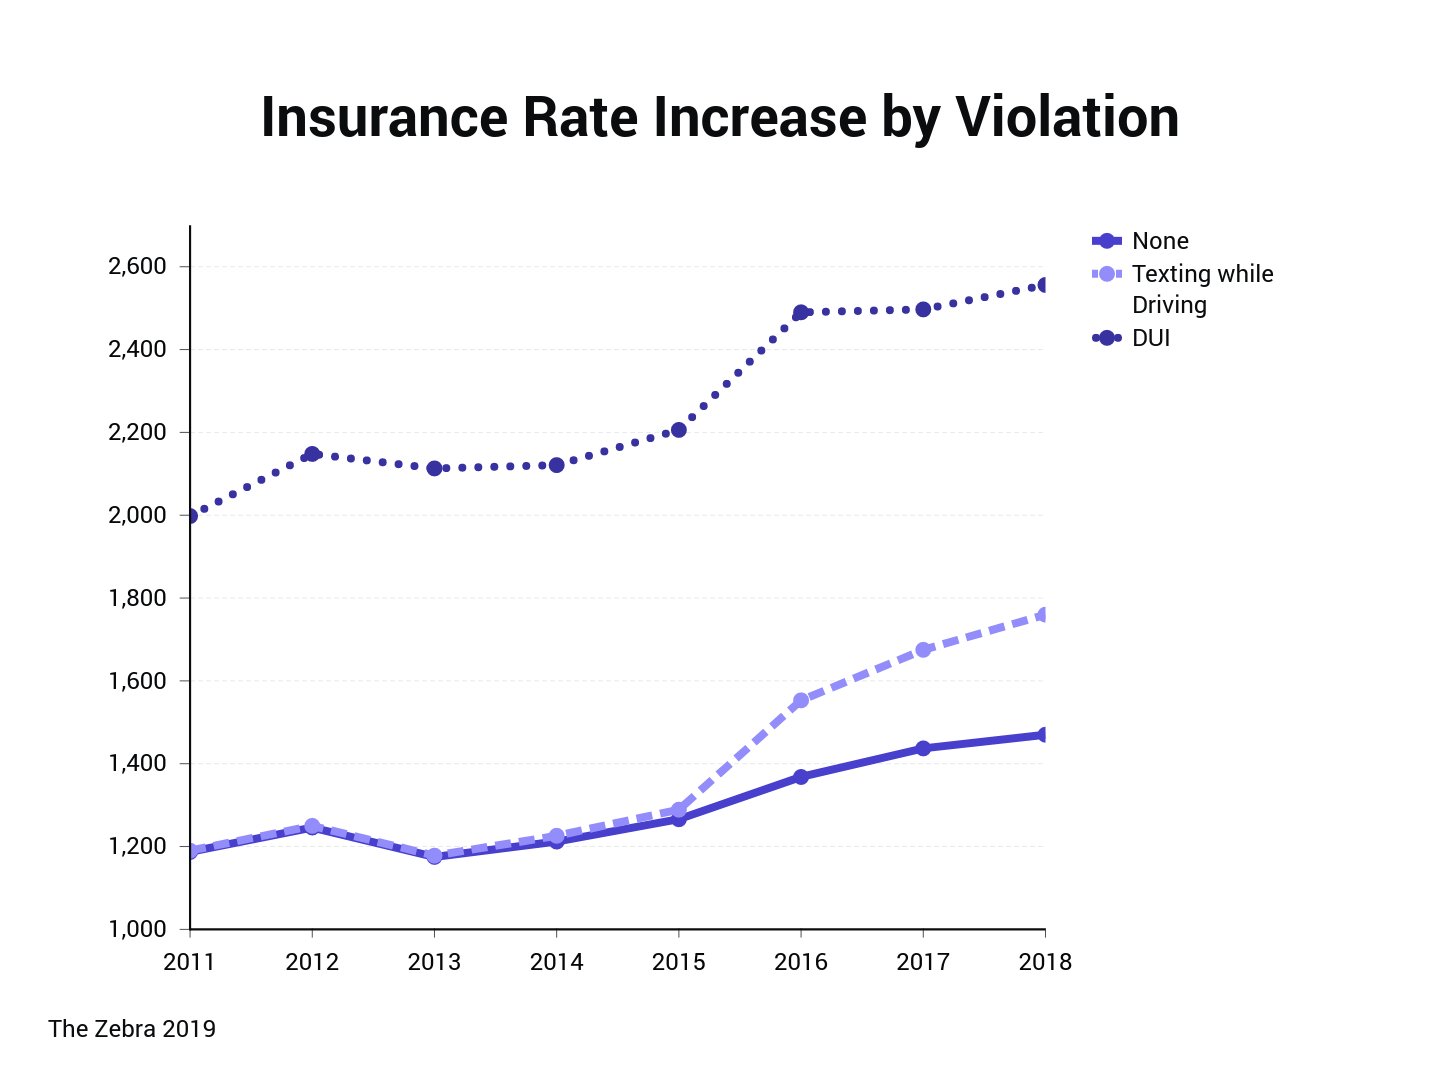 Insurance Rate Increase by Violation
None
Texting while
Driving
DUI
2,600
2,400
2,200
2,000
1,800
1,600
1,400
1,200
1,000
2011 2012 2013 2014 2015 2016 2017 2018
The Zebra 2019